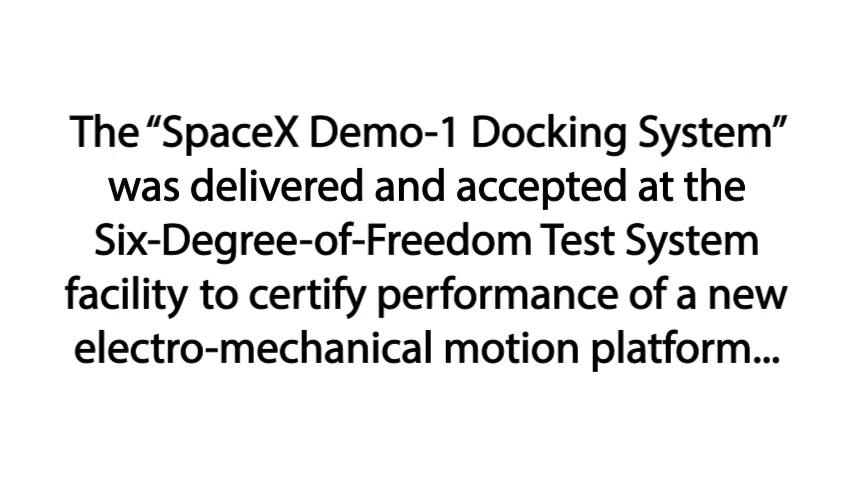 The “SpaceX Demo-1 Docking System”
was delivered and accepted at the
Six-Degree-of-Freedom Test System
facility to certify performance of a new
electro-mechanical motion platform...